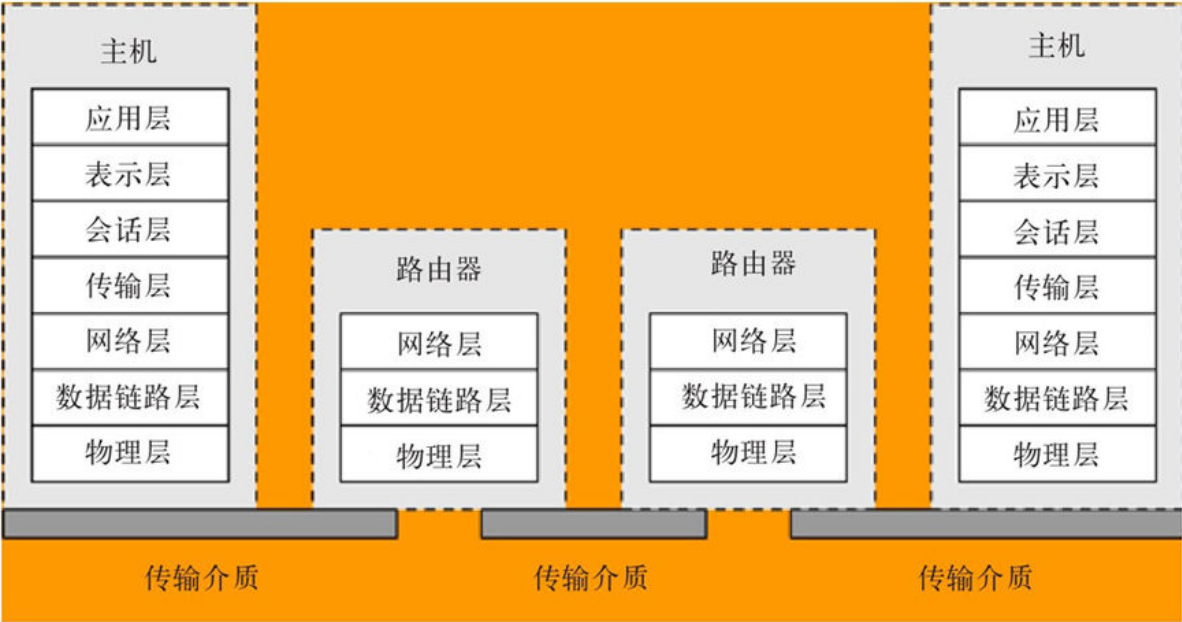 主机
应用层
表示层
会话层
传输层
网络层
数据链路层
物理层
路由器
网络层
数据链路层
物理层
路由器
网络层
数据链路层
物理层
主机
应用层
表示层
会话层
传输层
网络层
数据链路层
物理层
传输介质
传输介质
传输介质